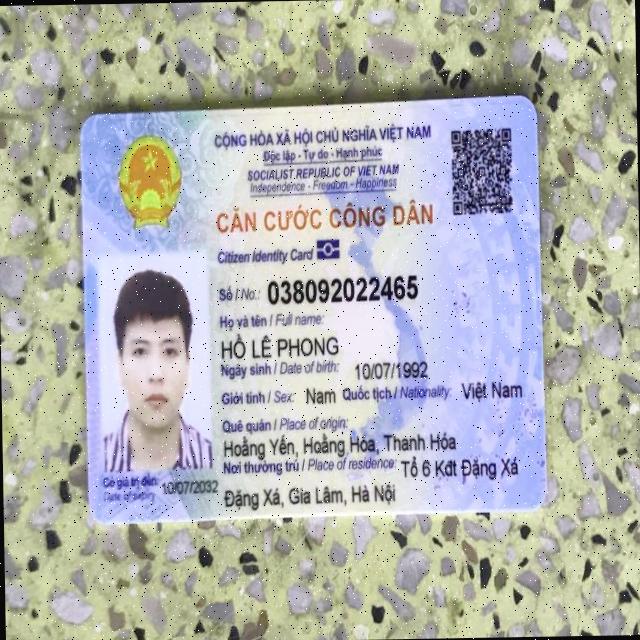 CỘNG HÒA XÃ HỘI CHỦ NGHĨA VIỆT NAM
Độc lập - Tự do - Hạnh phúc
SOCIALIST REPUBLIC OF VIET NAM
Independence - Freedom - Happiness
CĂN CƯỚC CÔNG DÂN
Citizen Identity Card
Số / No.: 038092022465
Họ và tên / Full name:
HỒ LÊ PHONG
Ngày sinh / Date of birth: 10/07/1992
Giới tính / Sex: Nam Quốc tịch / Nationality: Việt Nam
Quê quán / Place of origin:
Hoằng Yến, Hoằng Hóa, Thanh Hóa
Nơi thường trú / Place of residence: Tổ 6 Kđt Đặng Xá
Đặng Xá, Gia Lâm, Hà Nội
Có giá trị đến: 10/07/2032
Date of expiry